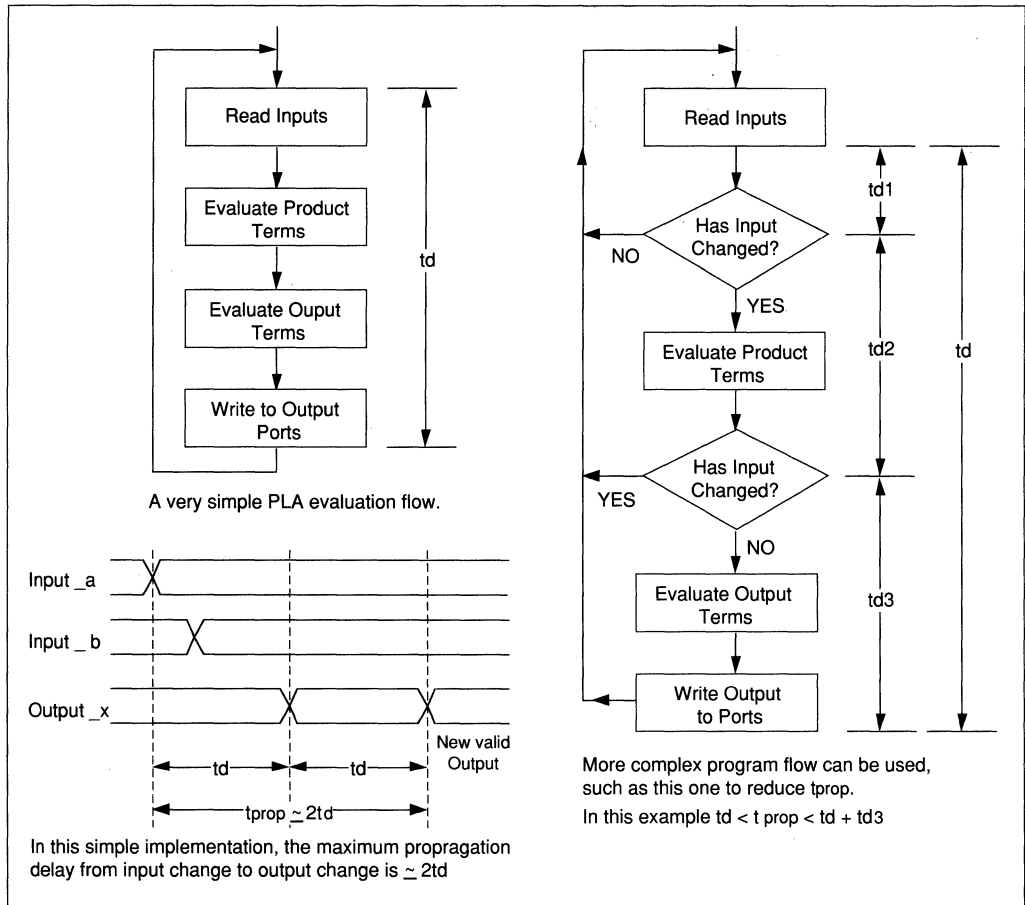 Read Inputs
Evaluate Product
Terms
Evaluate Ouput
Terms
Write to Output
Ports
td
A very simple PLA evaluation flow.
Input _a
Input _ b
Output _x
New valid
Output
td
td
tprop ~ 2td
In this simple implementation, the maximum propragation
delay from input change to output change is ~ 2td
Read Inputs
Has Input
Changed?
NO
YES
Evaluate Product
Terms
Has Input
Changed?
YES
NO
Evaluate Output
Terms
Write Output
to Ports
td1
td2
td3
td
More complex program flow can be used,
such as this one to reduce tprop.
In this example td < t prop < td + td3